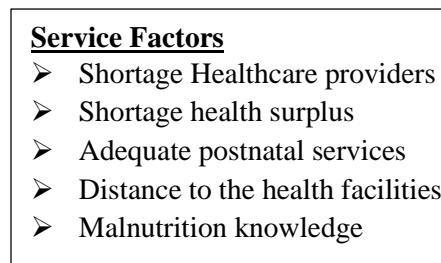 Service Factors
➢ Shortage Healthcare providers
➢ Shortage health surplus
➢ Adequate postnatal services
➢ Distance to the health facilities
➢ Malnutrition knowledge